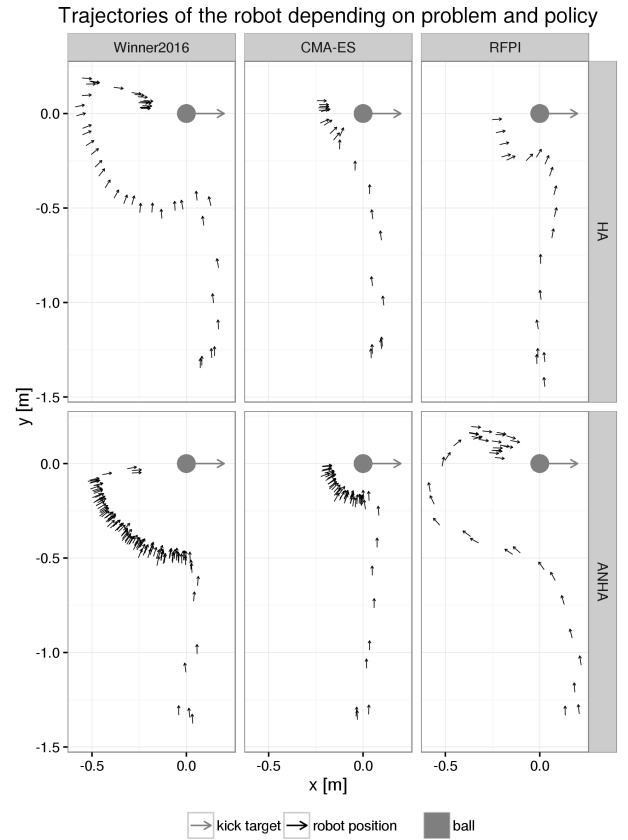 Trajectories of the robot depending on problem and policy
Winner2016 CMA-ES RFPI
0.0
-0.5
-1.0
-1.5
HA
y [m]
0.0
-0.5
-1.0
-1.5
ANHA
-0.5 0.0 -0.5 0.0 -0.5 0.0
x [m]
kick target robot position ball